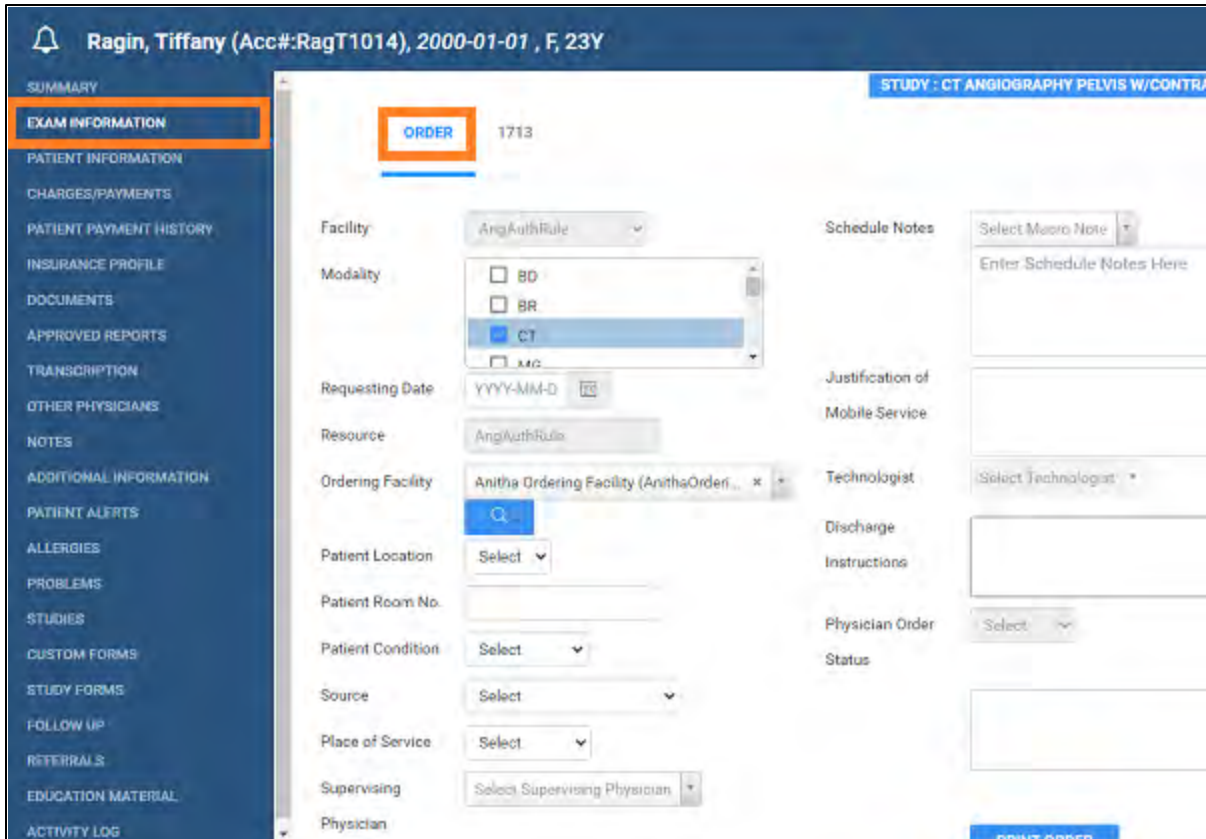 Ragin, Tiffany (Acc#:RagT1014), 2000-01-01 , F, 23Y
SUMMARY
EXAM INFORMATION
PATIENT INFORMATION
CHARGES/PAYMENTS
PATIENT PAYMENT HISTORY
INSURANCE PROFILE
DOCUMENTS
APPROVED REPORTS
TRANSCRIPTION
OTHER PHYSICIANS
NOTES
ADDITIONAL INFORMATION
PATIENT ALERTS
ALLERGIES
PROBLEMS
STUDIES
CUSTOM FORMS
STUDY FORMS
FOLLOW UP
REFERRALS
EDUCATION MATERIAL
ACTIVITY LOG
STUDY : CT ANGIOGRAPHY PELVIS W/CONTRA
ORDER 1713
Facility AngAuthRule
Modality BD
BR
CT
MG
Requesting Date YYYY-MM-D
Resource AngAuthRule
Ordering Facility Anitha Ordering Facility (AnithaOrderi...
Patient Location Select
Patient Room No.
Patient Condition Select
Source Select
Place of Service Select
Supervising Physician Select Supervising Physician
Schedule Notes Select Macro Note
Enter Schedule Notes Here
Justification of
Mobile Service
Technologist Select Technologist
Discharge
Instructions
Physician Order Select
Status
PRINT ORDER